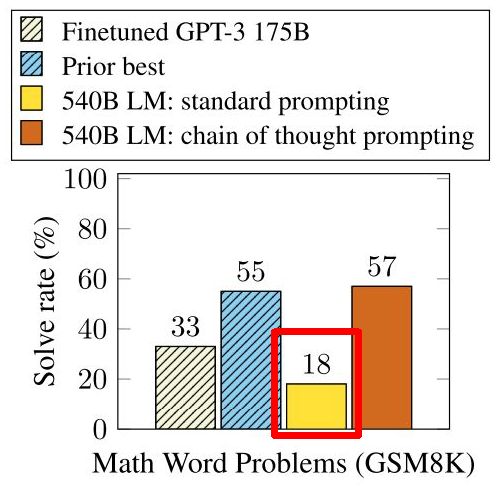 Finetuned GPT-3 175B
Prior best
540B LM: standard prompting
540B LM: chain of thought prompting
100
80
60
40
20
0
Solve rate (%)
33
55
18
57
Math Word Problems (GSM8K)